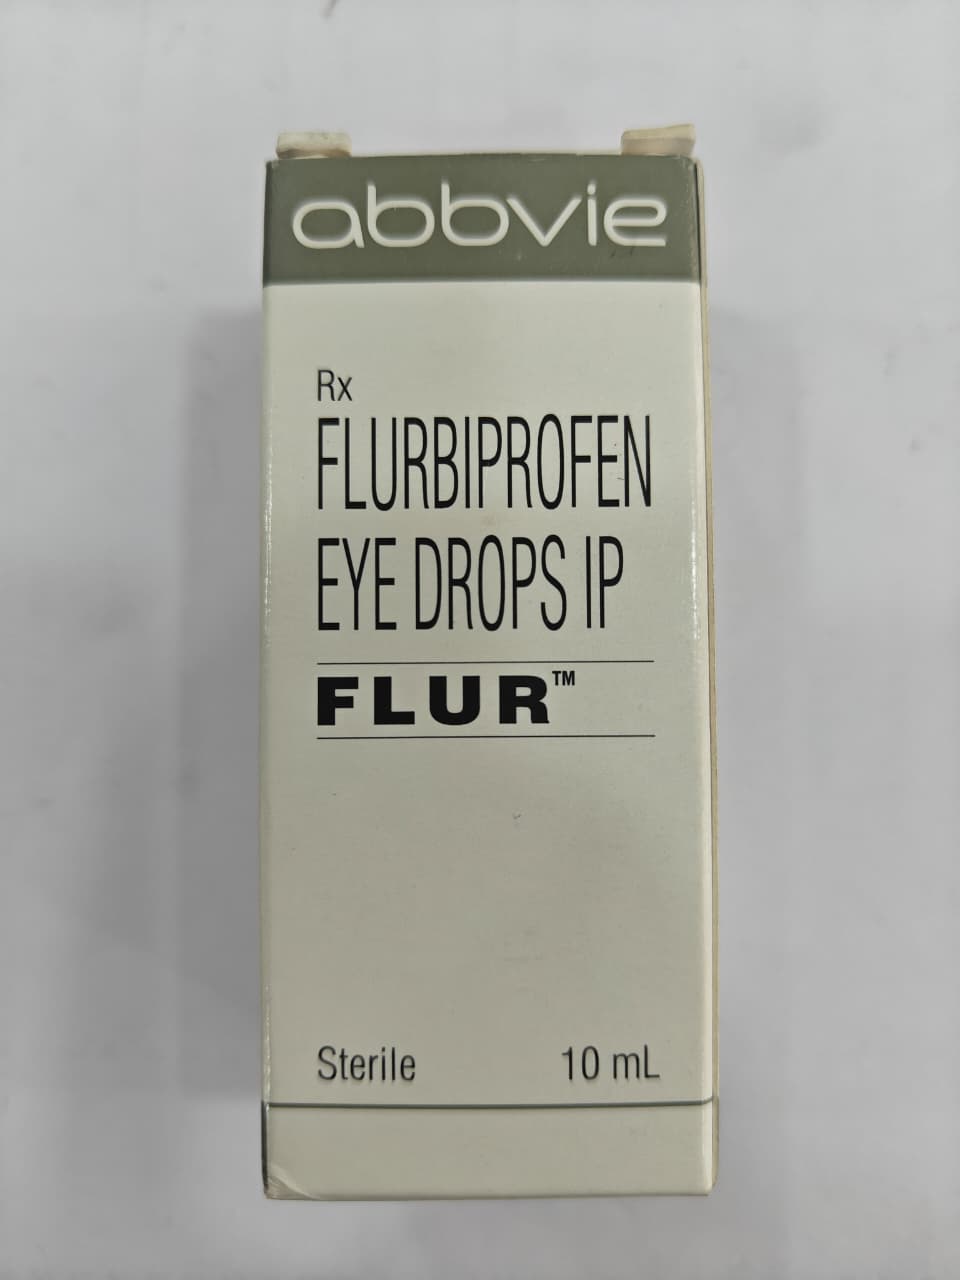 abbvie
Rx
FLURBIPROFEN
EYE DROPS IP
FLUR™
Sterile 10 mL